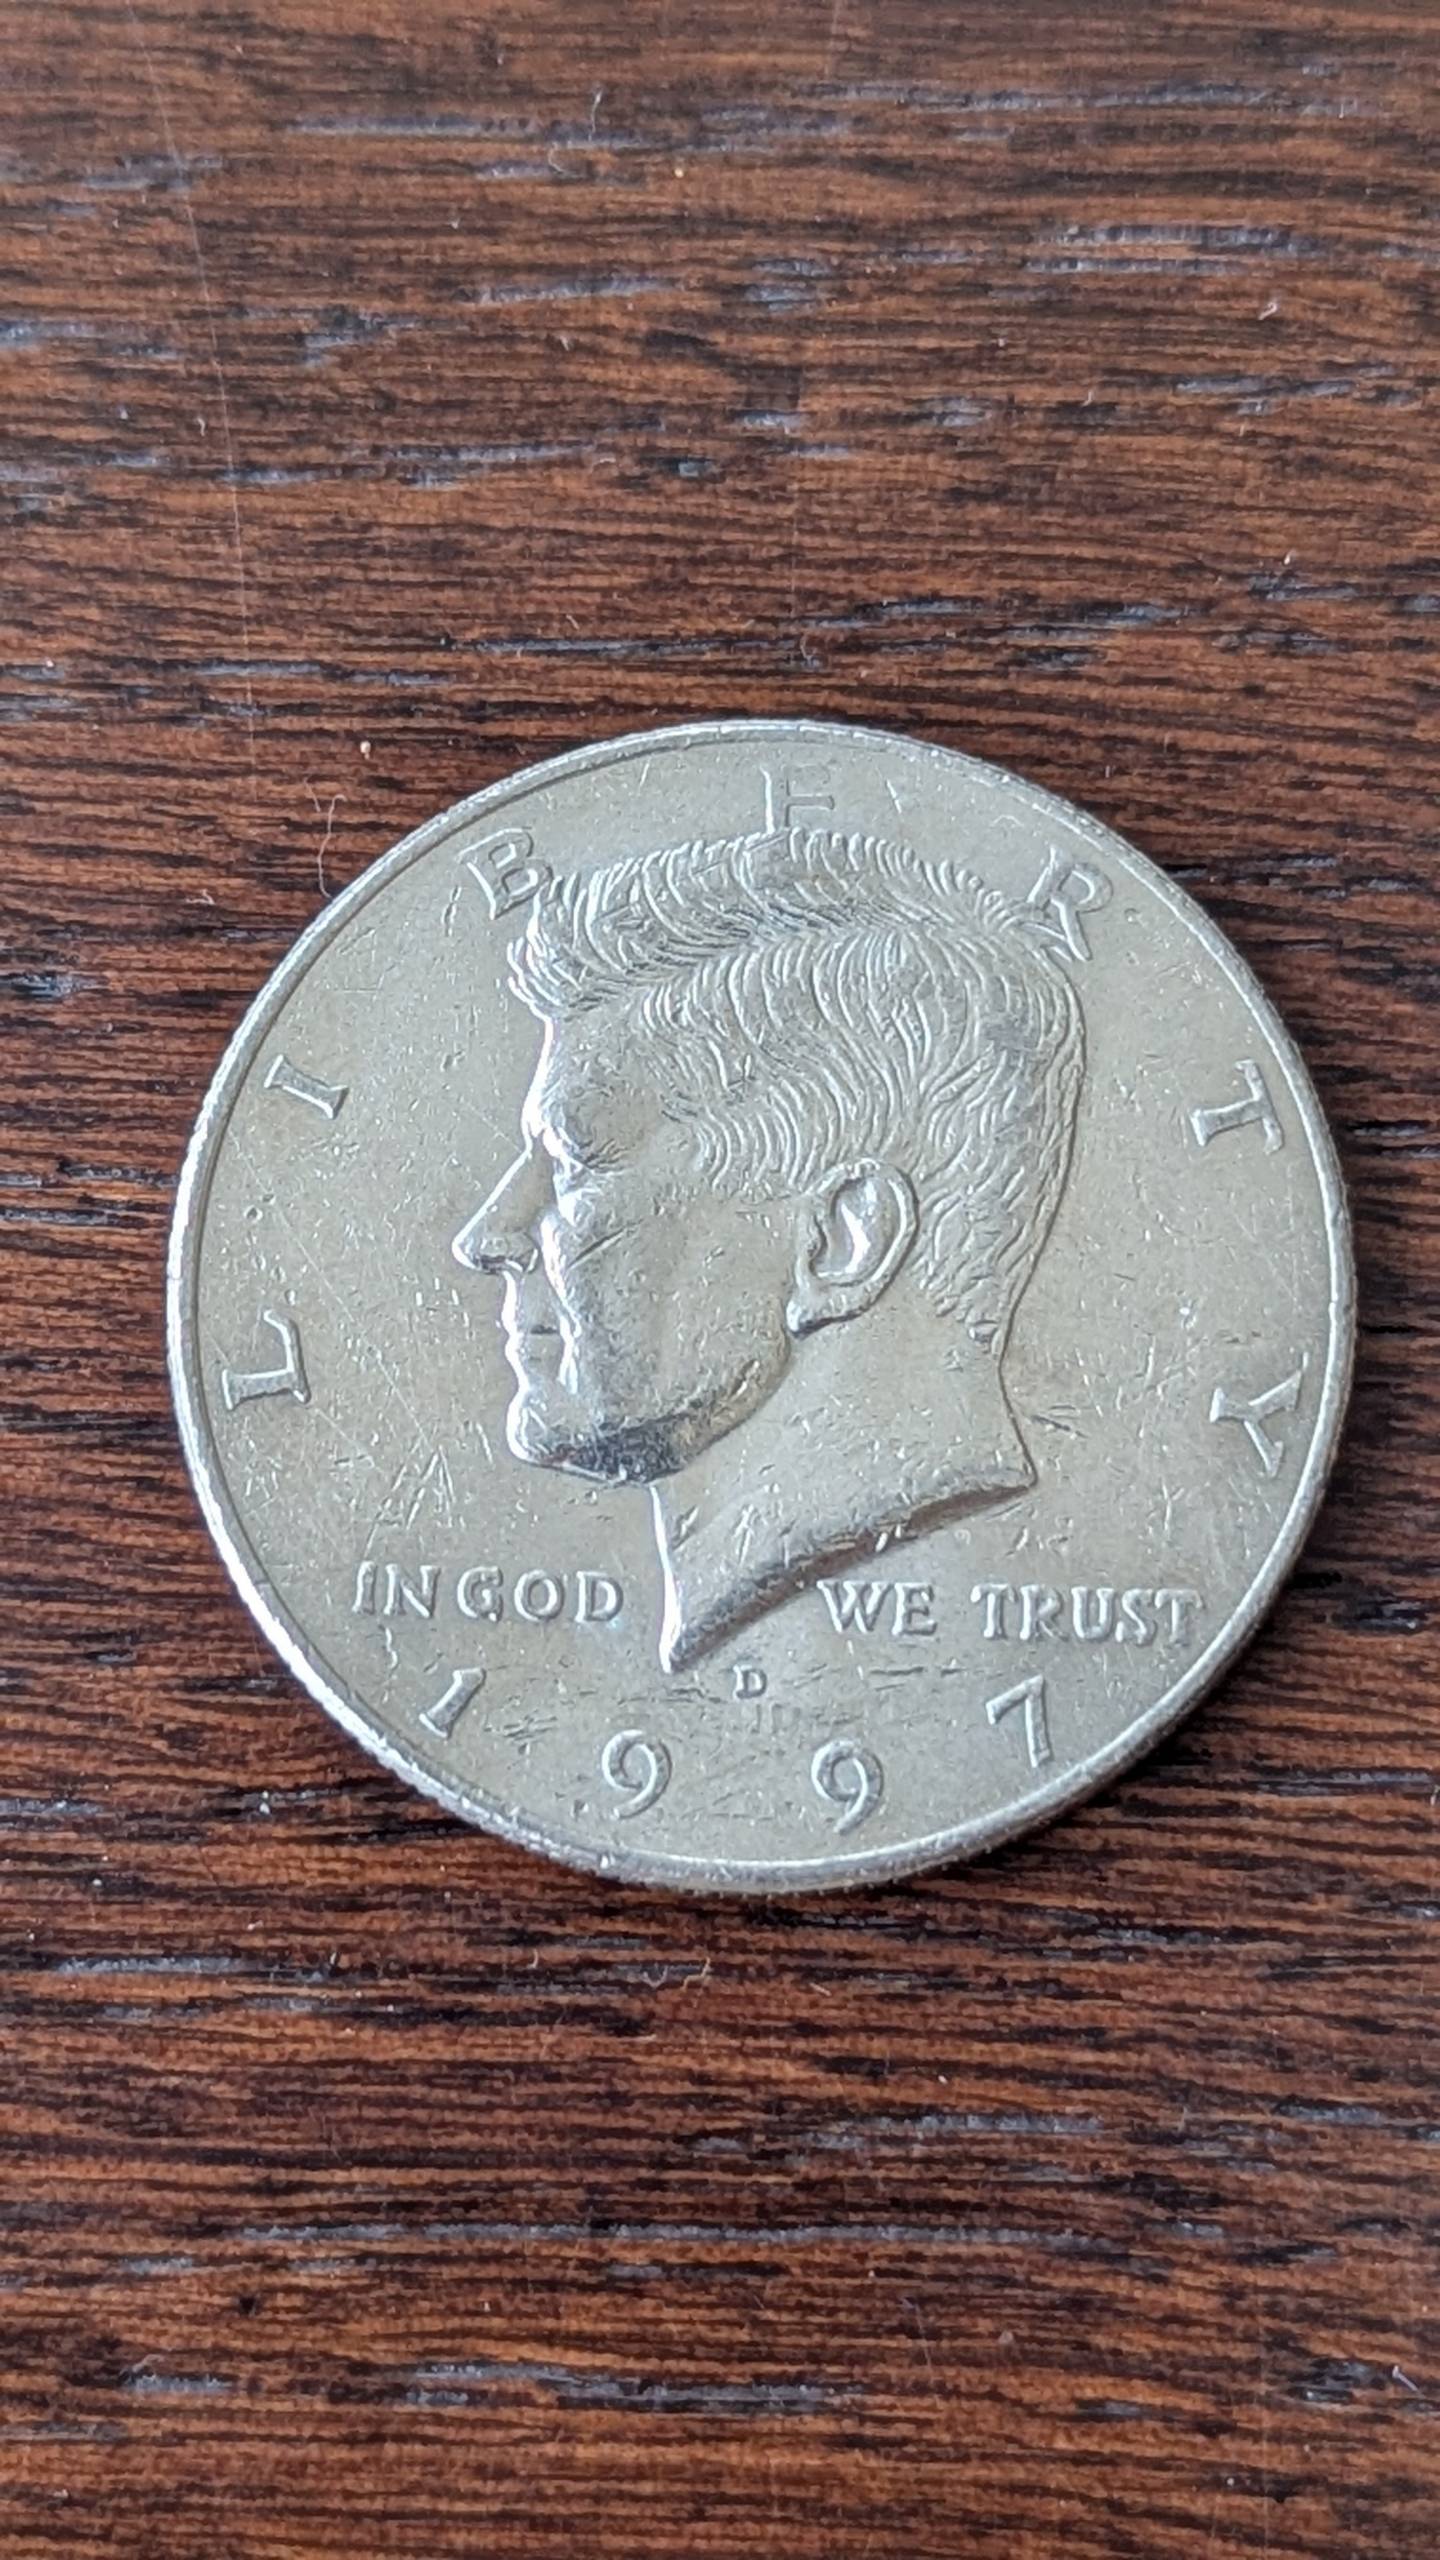 LIBERTY
IN GOD WE TRUST
D
1997